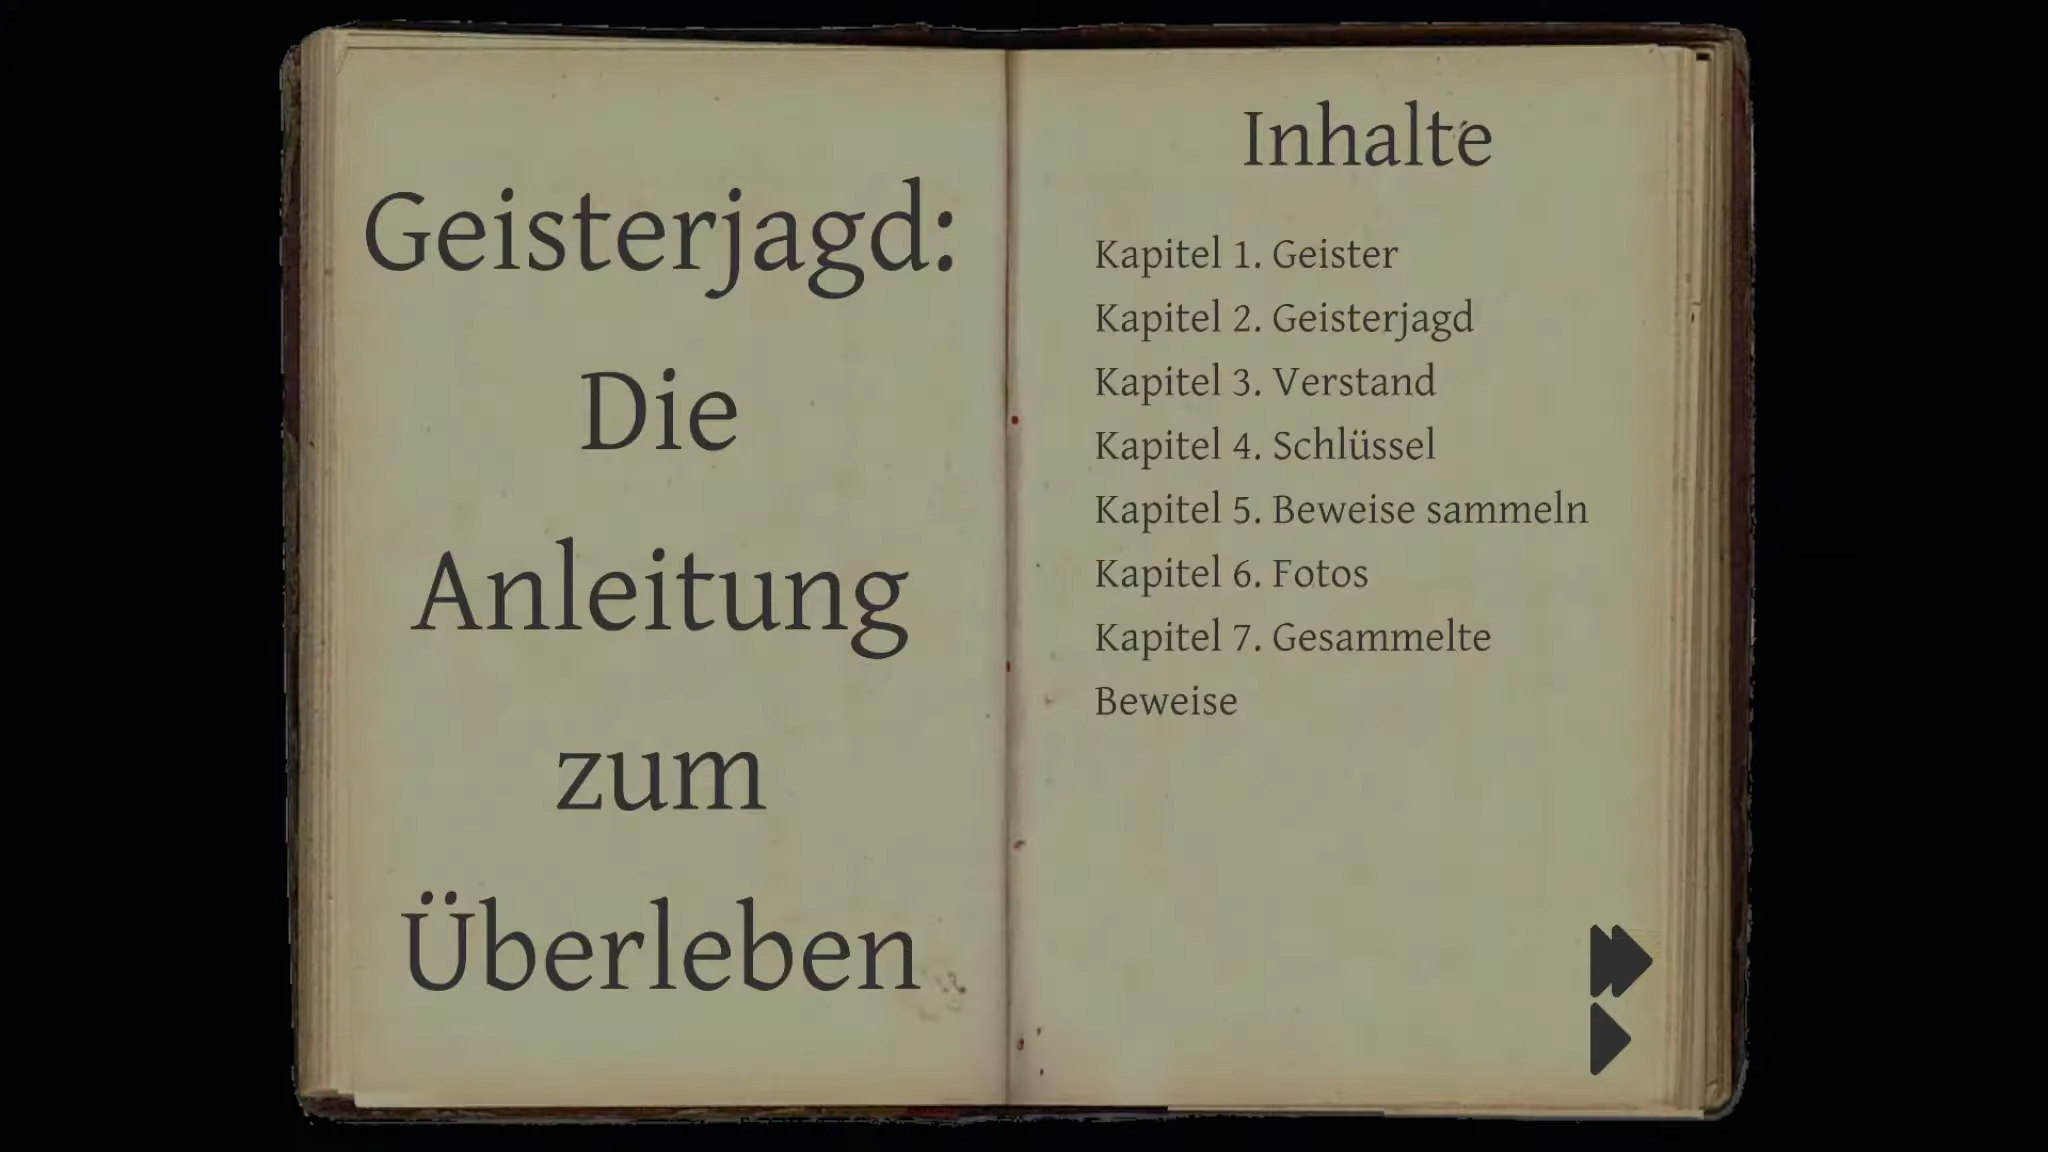 Geisterjagd:
Die
Anleitung
zum
Überleben
Inhalte
Kapitel 1. Geister
Kapitel 2. Geisterjagd
Kapitel 3. Verstand
Kapitel 4. Schlüssel
Kapitel 5. Beweise sammeln
Kapitel 6. Fotos
Kapitel 7. Gesammelte
Beweise